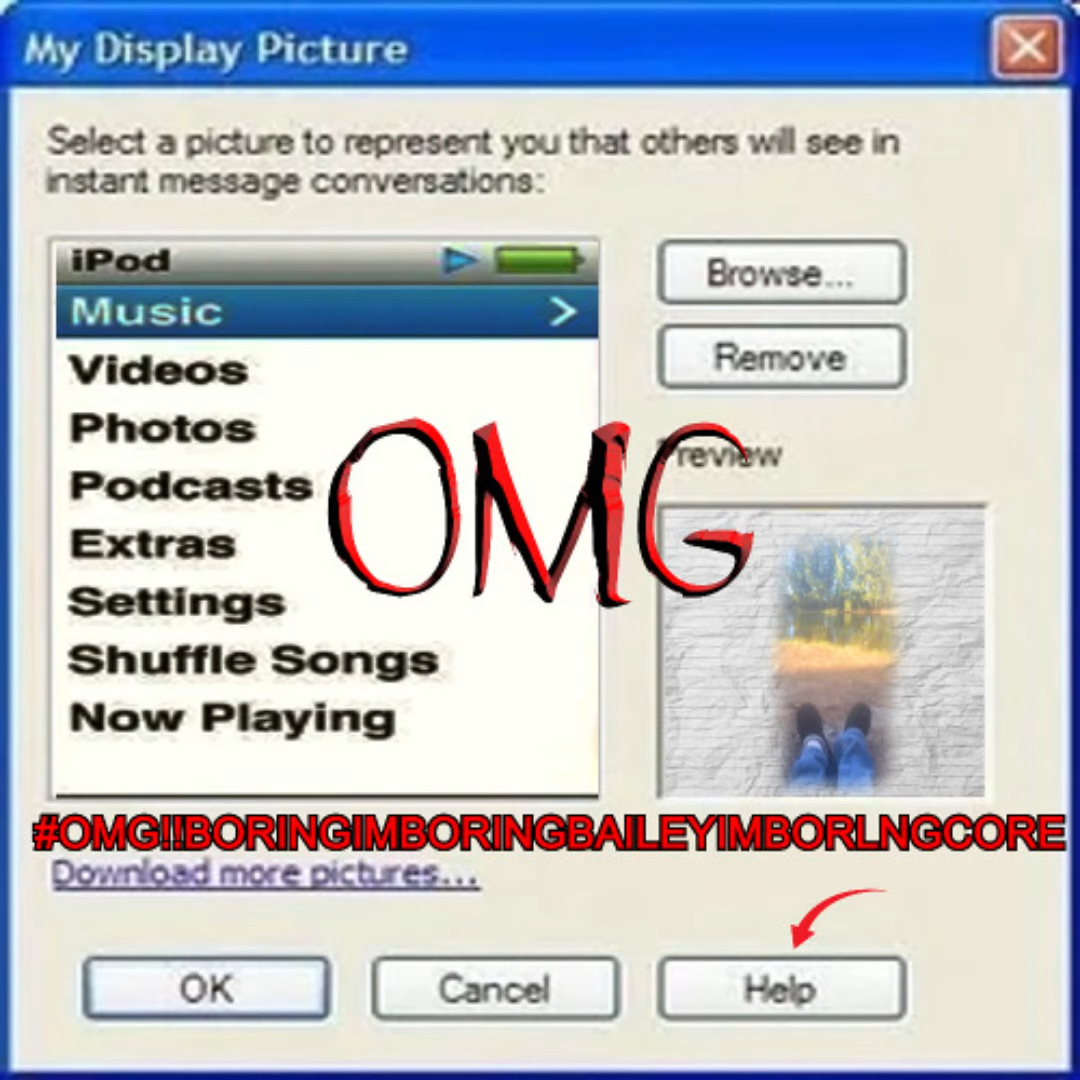 My Display Picture
Select a picture to represent you that others will see in
instant message conversations:
iPod
Music
Videos
Photos
Podcasts
Extras
Settings
Shuffle Songs
Now Playing
Browse...
Remove
OMG
Preview
#OMG!!BORINGIMBORINGBAILEYIMBORLNGCORE
Download more pictures...
OK
Cancel
Help